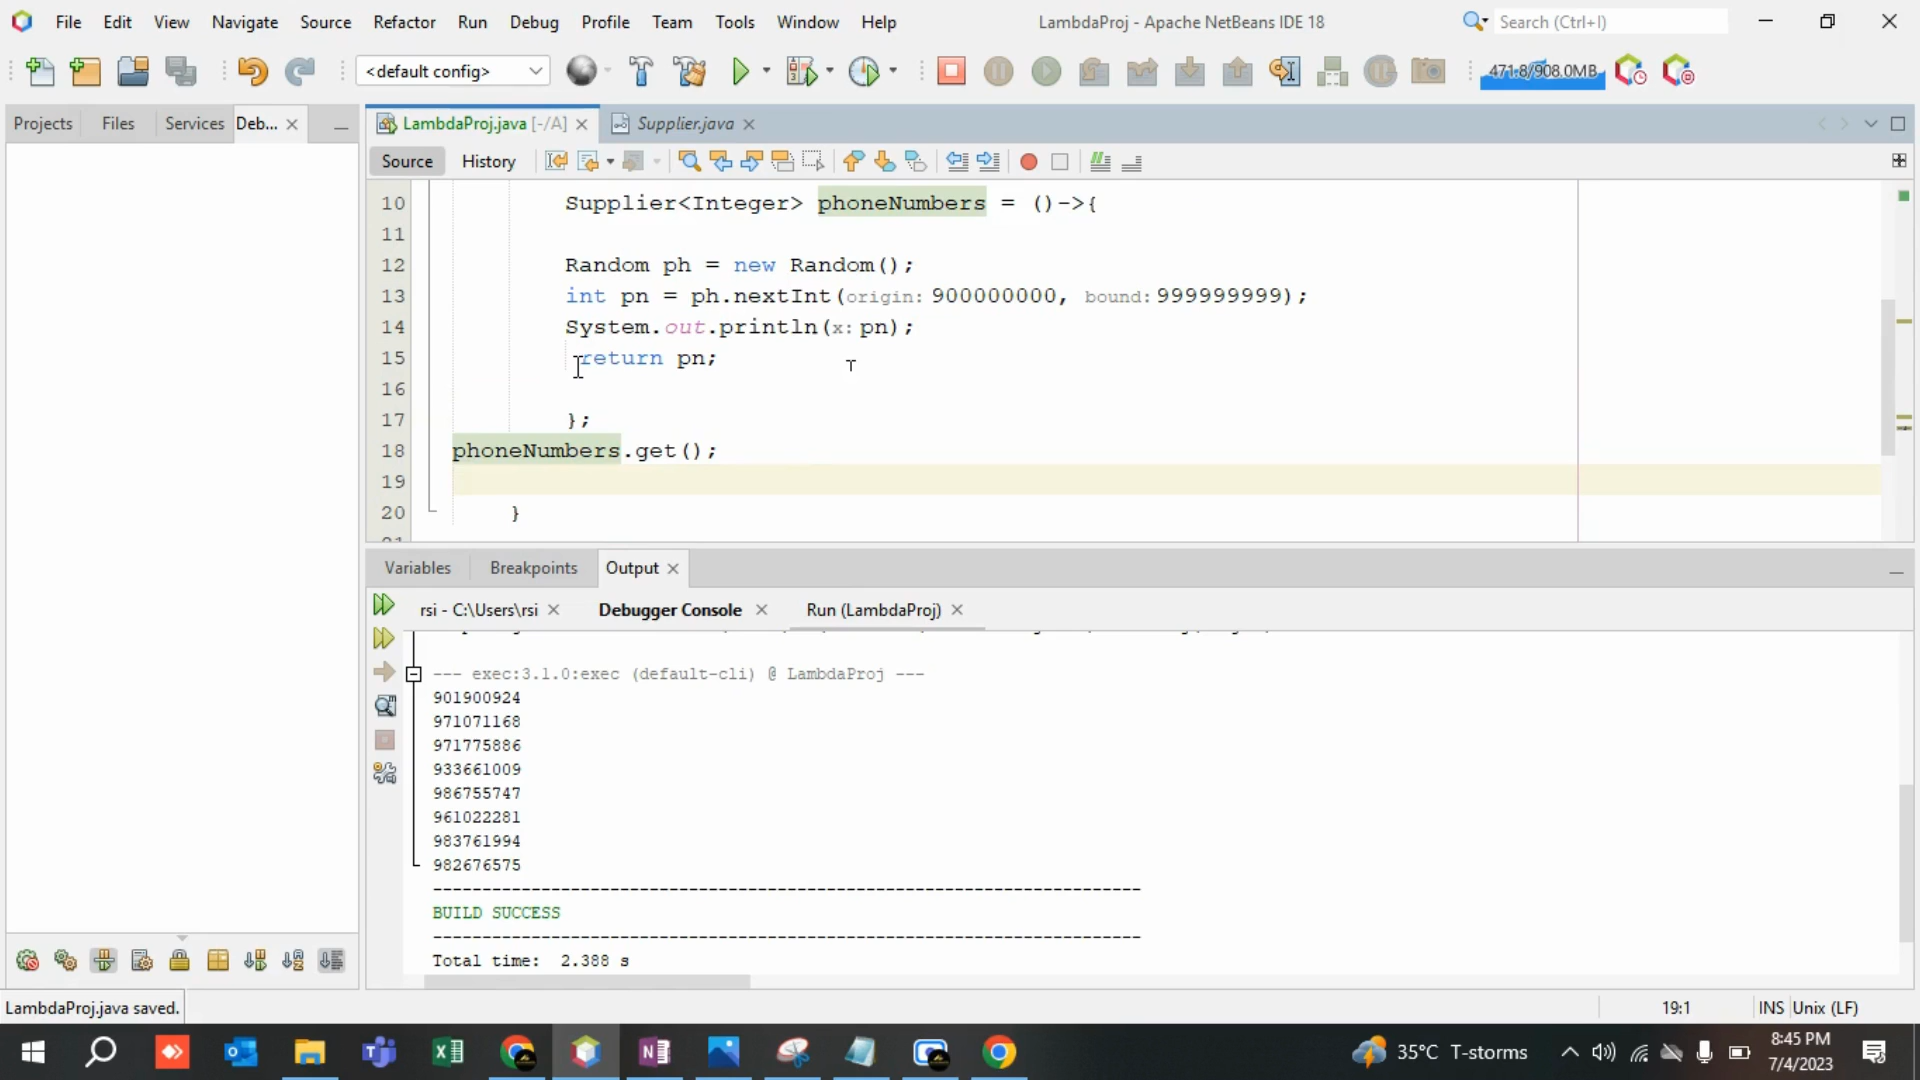 File Edit View Navigate Source Refactor Run Debug Profile Team Tools Window Help LambdaProj - Apache NetBeans IDE 18 Search (Ctrl+I)
<default config> 471.8/908.0MB
Projects Files Services Deb...
LambdaProj.java [-/A] Supplier.java
Source History
10 Supplier<Integer> phoneNumbers = ()->{
11
12 Random ph = new Random();
13 int pn = ph.nextInt(origin: 900000000, bound: 999999999);
14 System.out.println(x: pn);
15 return pn;
16
17 };
18 phoneNumbers.get();
19
20 }
21
Variables Breakpoints Output
rsi - C:\Users\rsi Debugger Console Run (LambdaProj)
--- exec:3.1.0:exec (default-cli) @ LambdaProj ---
901900924
971071168
971775886
933661009
986755747
961022281
983761994
982676575
------------------------------------------------------------------------
BUILD SUCCESS
------------------------------------------------------------------------
Total time:  2.388 s
LambdaProj.java saved. 19:1 INS Unix (LF)
35°C T-storms 8:45 PM
7/4/2023